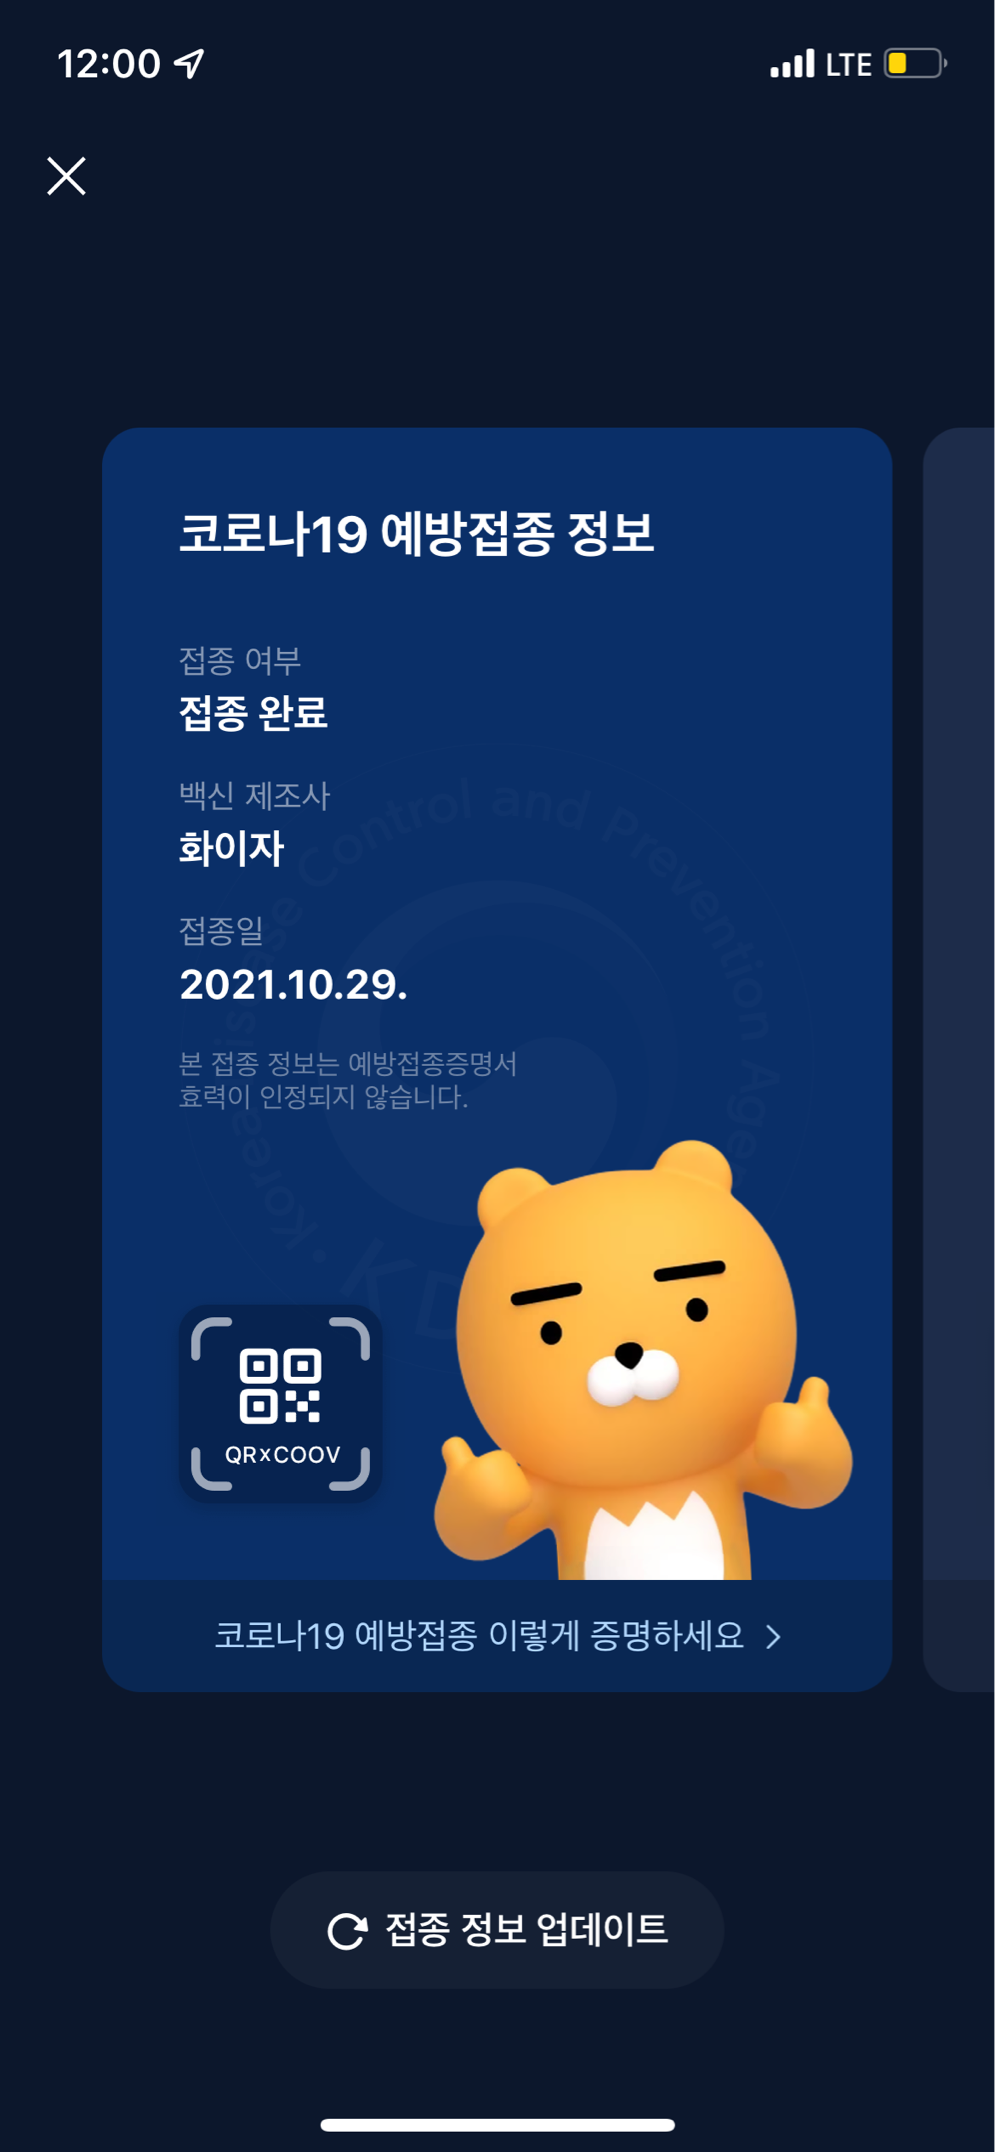 12:00
LTE
코로나19 예방접종 정보
접종 여부
접종 완료
백신 제조사
화이자
접종일
2021.10.29.
본 접종 정보는 예방접종증명서
효력이 인정되지 않습니다.
Korea Disease Control and Prevention Agency
QRxCOOV
코로나19 예방접종 이렇게 증명하세요
접종 정보 업데이트